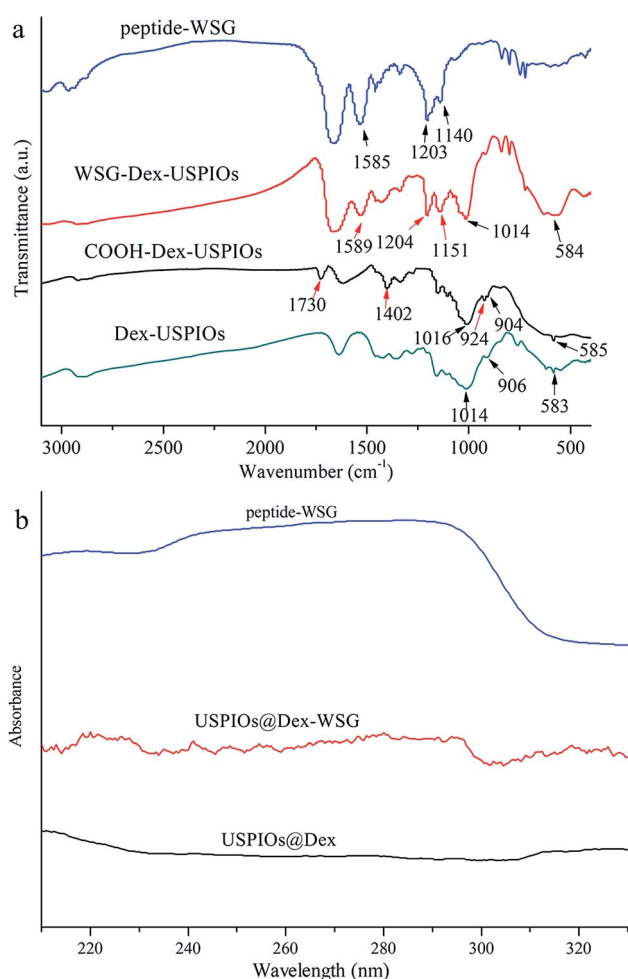 a
peptide-WSG
1585
1203
1140
WSG-Dex-USPIOs
1589
1204
1151
1014
584
COOH-Dex-USPIOs
1730
1402
1016
924
904
585
Dex-USPIOs
1014
906
583
Transmittance (a.u.)
3000 2500 2000 1500 1000 500
Wavenumber (cm-1)
b
peptide-WSG
USPIOs@Dex-WSG
USPIOs@Dex
Absorbance
220 240 260 280 300 320
Wavelength (nm)